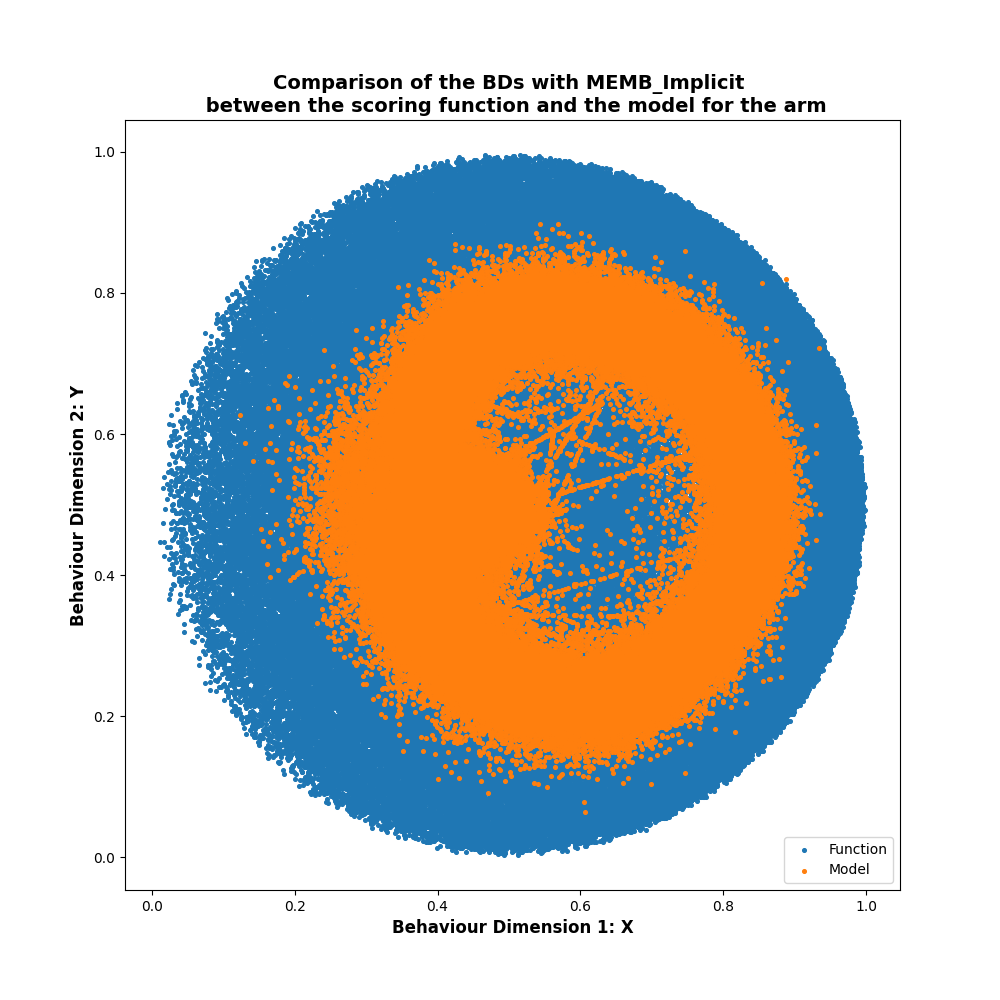 Comparison of the BDs with MEMB_Implicit
between the scoring function and the model for the arm
1.0
0.8
0.6
0.4
0.2
0.0
Behaviour Dimension 2: Y
Function
Model
0.0 0.2 0.4 0.6 0.8 1.0
Behaviour Dimension 1: X